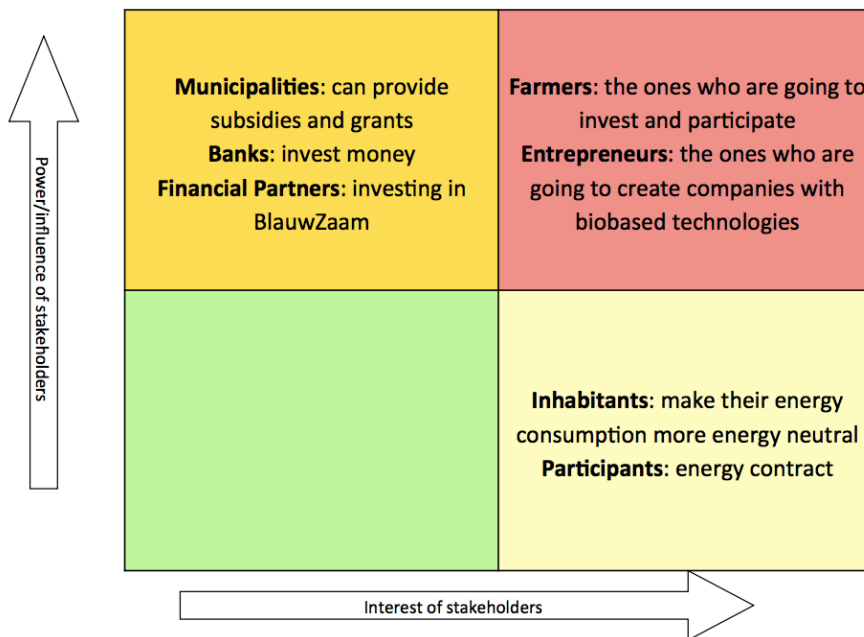 Municipalities: can provide
subsidies and grants
Banks: invest money
Financial Partners: investing in
BlauwZaam
Farmers: the ones who are going to
invest and participate
Entrepreneurs: the ones who are
going to create companies with
biobased technologies
Power/influence of stakeholders
Inhabitants: make their energy
consumption more energy neutral
Participants: energy contract
Interest of stakeholders